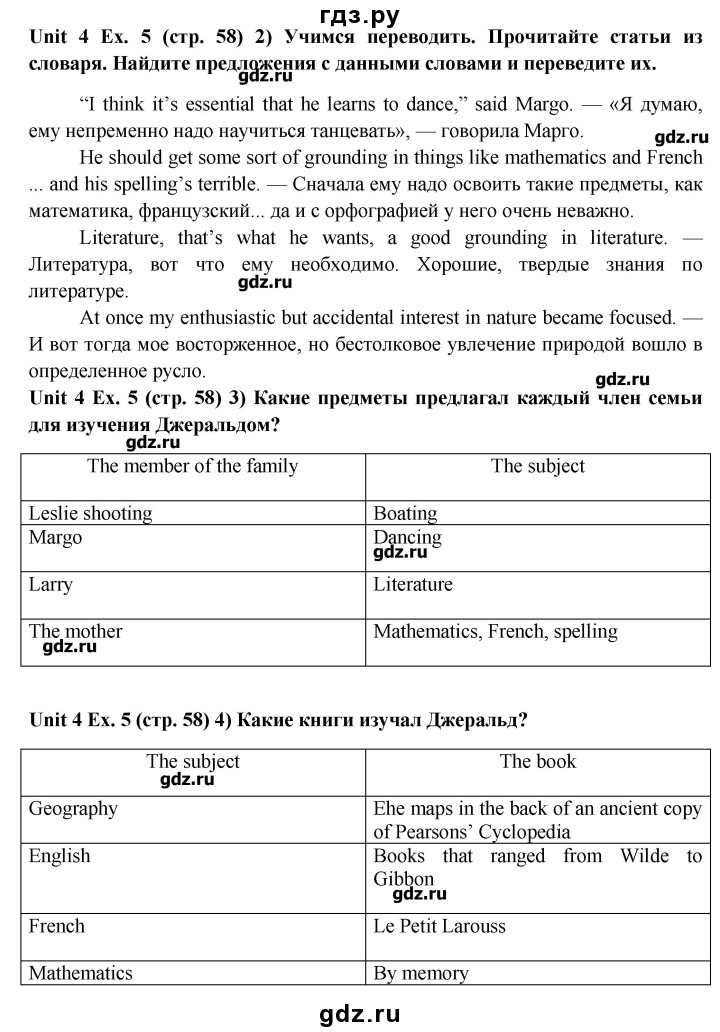 гдз.ру
Unit 4 Ex. 5 (стр. 58) 2) Учимся переводить. Прочитайте статьи из
словаря. Найдите предложения с данными словами и переведите их.
gdz.ru
“I think it’s essential that he learns to dance,” said Margo. — «Я думаю,
ему непременно надо научиться танцевать», — говорила Марго.
gdz.ru
He should get some sort of grounding in things like mathematics and French
... and his spelling’s terrible. — Сначала ему надо освоить такие предметы, как
математика, французский... да и с орфографией у него очень неважно.
Literature, that’s what he wants, a good grounding in literature. —
Литература, вот что ему необходимо. Хорошие, твердые знания по
gdz.ru
литературе.
At once my enthusiastic but accidental interest in nature became focused. —
И вот тогда мое восторженное, но бестолковое увлечение природой вошло в
определенное русло.
gdz.ru
Unit 4 Ex. 5 (стр. 58) 3) Какие предметы предлагал каждый член семьи
для изучения Джеральдом?
gdz.ru
The member of the family The subject
Leslie shooting Boating
Margo Dancing
gdz.ru
Larry Literature
The mother Mathematics, French, spelling
gdz.ru
Unit 4 Ex. 5 (стр. 58) 4) Какие книги изучал Джеральд?
The subject The book
gdz.ru
Geography Ehe maps in the back of an ancient copy
of Pearsons’ Cyclopedia
English Books that ranged from Wilde to
Gibbon
gdz.ru
French Le Petit Larouss
Mathematics By memory
gdz.ru